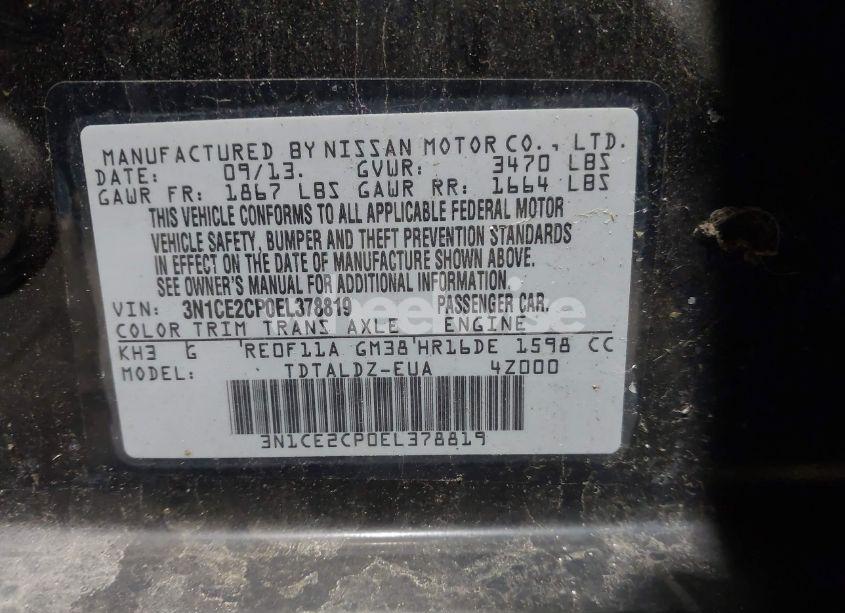 MANUFACTURED BY NISSAN MOTOR CO., LTD.
DATE: 09/13. GVWR: 3470 LBS
GAWR FR: 1867 LBS GAWR RR: 1664 LBS
THIS VEHICLE CONFORMS TO ALL APPLICABLE FEDERAL MOTOR
VEHICLE SAFETY, BUMPER AND THEFT PREVENTION STANDARDS
IN EFFECT ON THE DATE OF MANUFACTURE SHOWN ABOVE.
SEE OWNER'S MANUAL FOR ADDITIONAL INFORMATION.
VIN: 3N1CE2CP0EL378819 PASSENGER CAR.
COLOR TRIM TRANS AXLE ENGINE
KH3 G RE0F11A GM38 HR16DE 1598 CC
MODEL: TDTALDZ-EUA 4Z000
3N1CE2CP0EL378819